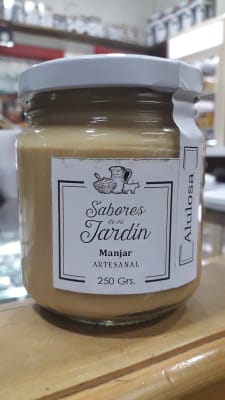 Sabores
de mi
Jardín
Manjar
ARTESANAL
250 Grs.
Alulosa